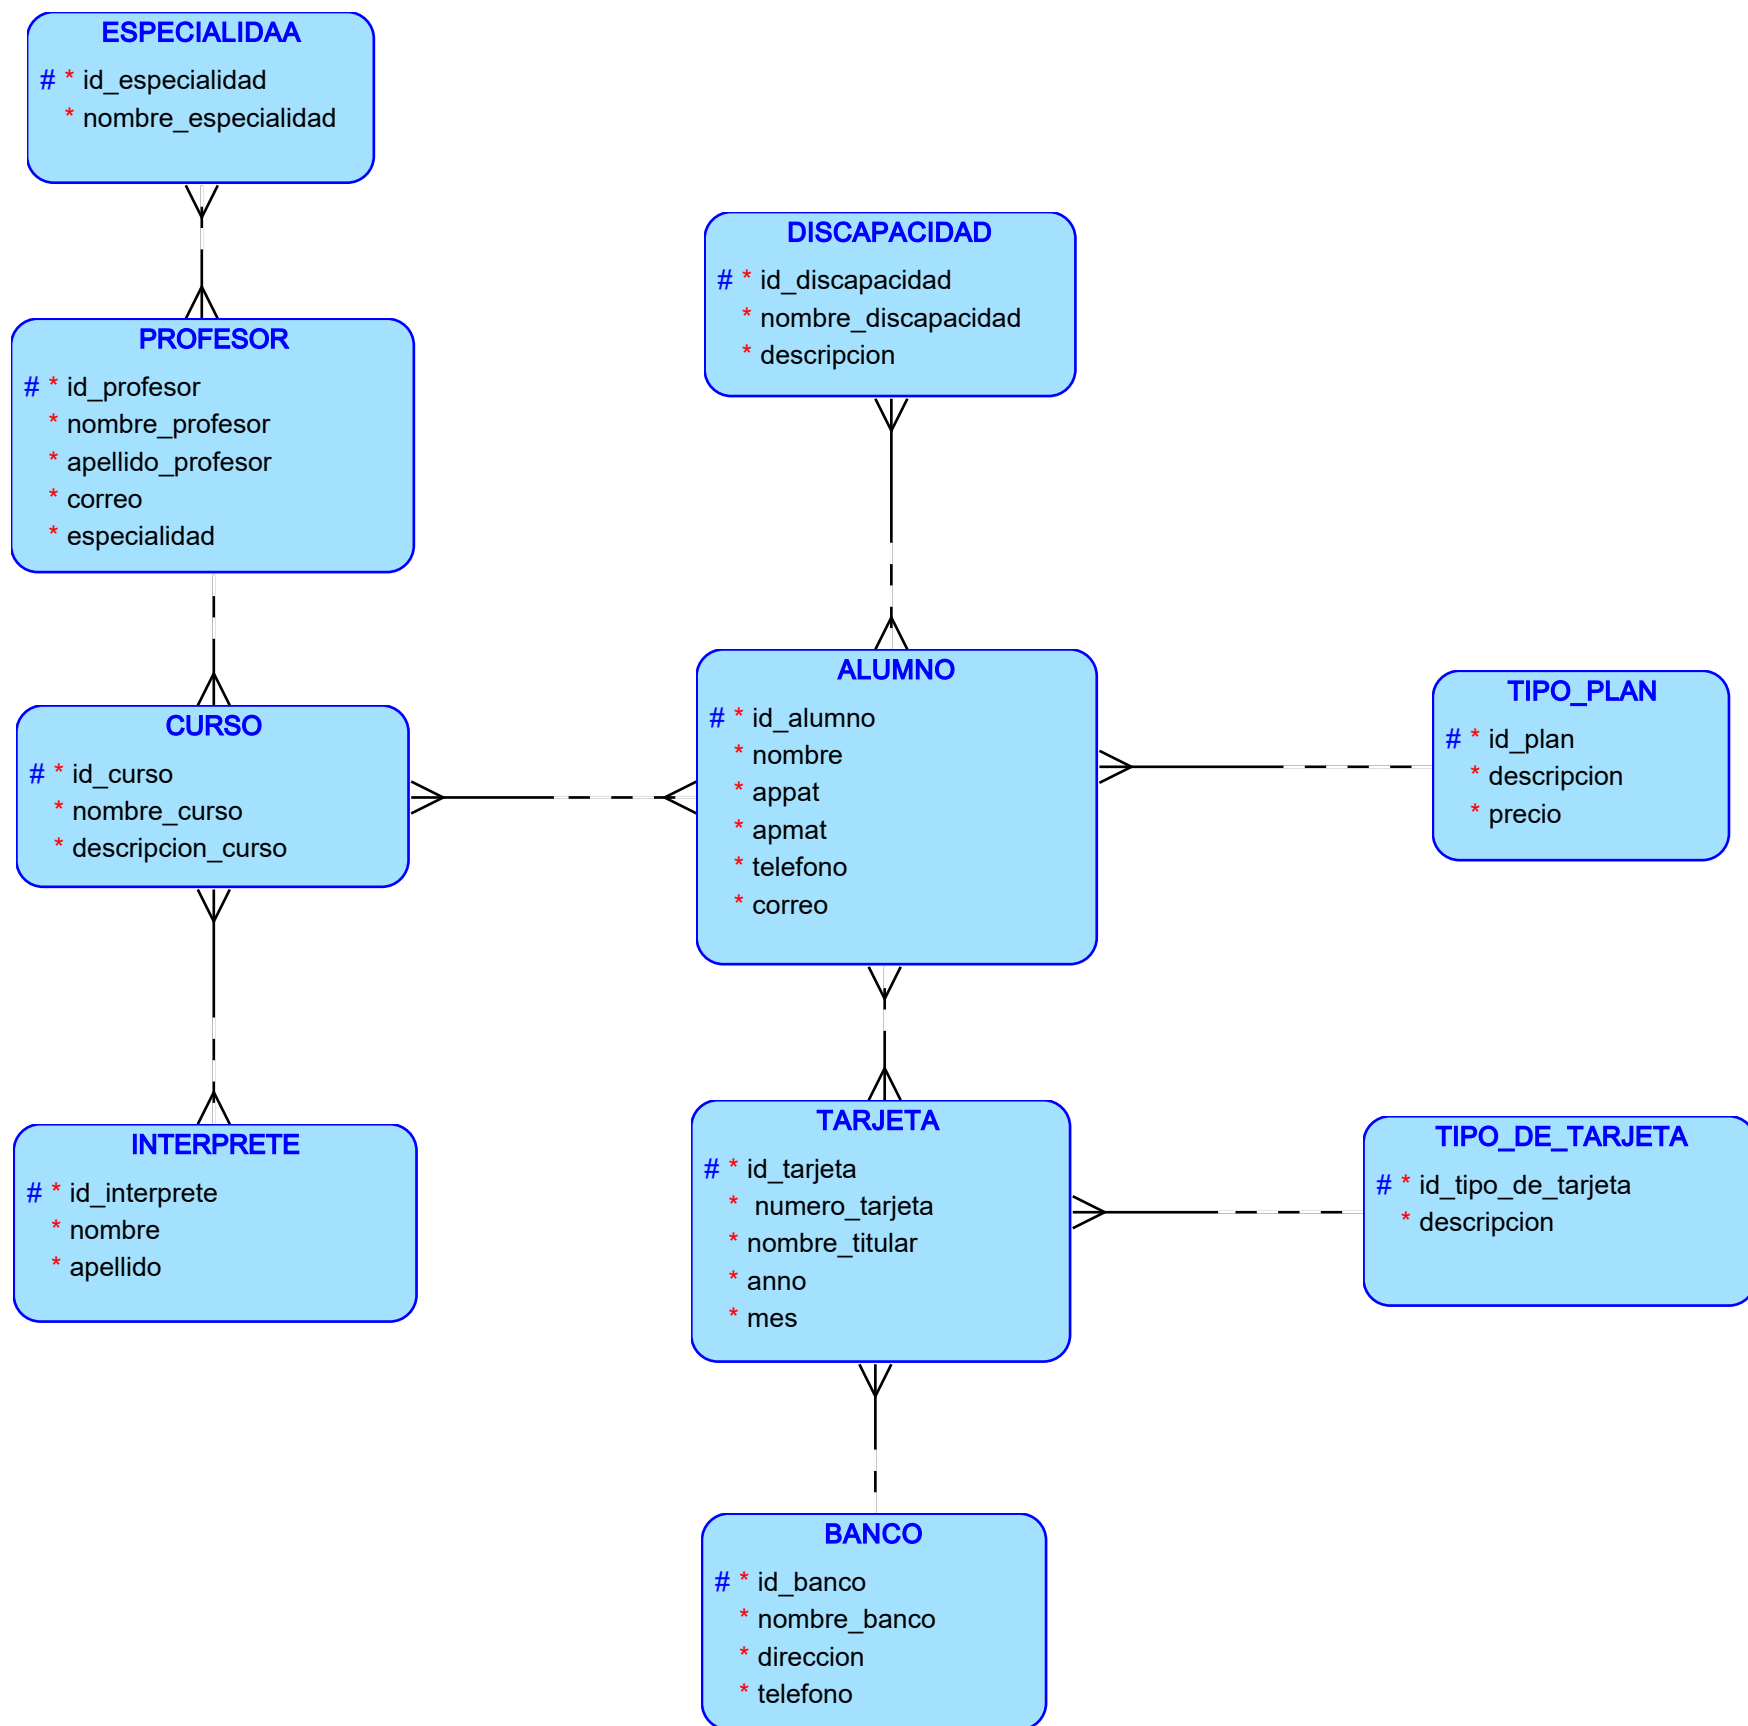 ESPECIALIDAA
# * id_especialidad
* nombre_especialidad
PROFESOR
# * id_profesor
* nombre_profesor
* apellido_profesor
* correo
* especialidad
CURSO
# * id_curso
* nombre_curso
* descripcion_curso
INTERPRETE
# * id_interprete
* nombre
* apellido
DISCAPACIDAD
# * id_discapacidad
* nombre_discapacidad
* descripcion
ALUMNO
# * id_alumno
* nombre
* appat
* apmat
* telefono
* correo
TARJETA
# * id_tarjeta
* numero_tarjeta
* nombre_titular
* anno
* mes
BANCO
# * id_banco
* nombre_banco
* direccion
* telefono
TIPO_PLAN
# * id_plan
* descripcion
* precio
TIPO_DE_TARJETA
# * id_tipo_de_tarjeta
* descripcion